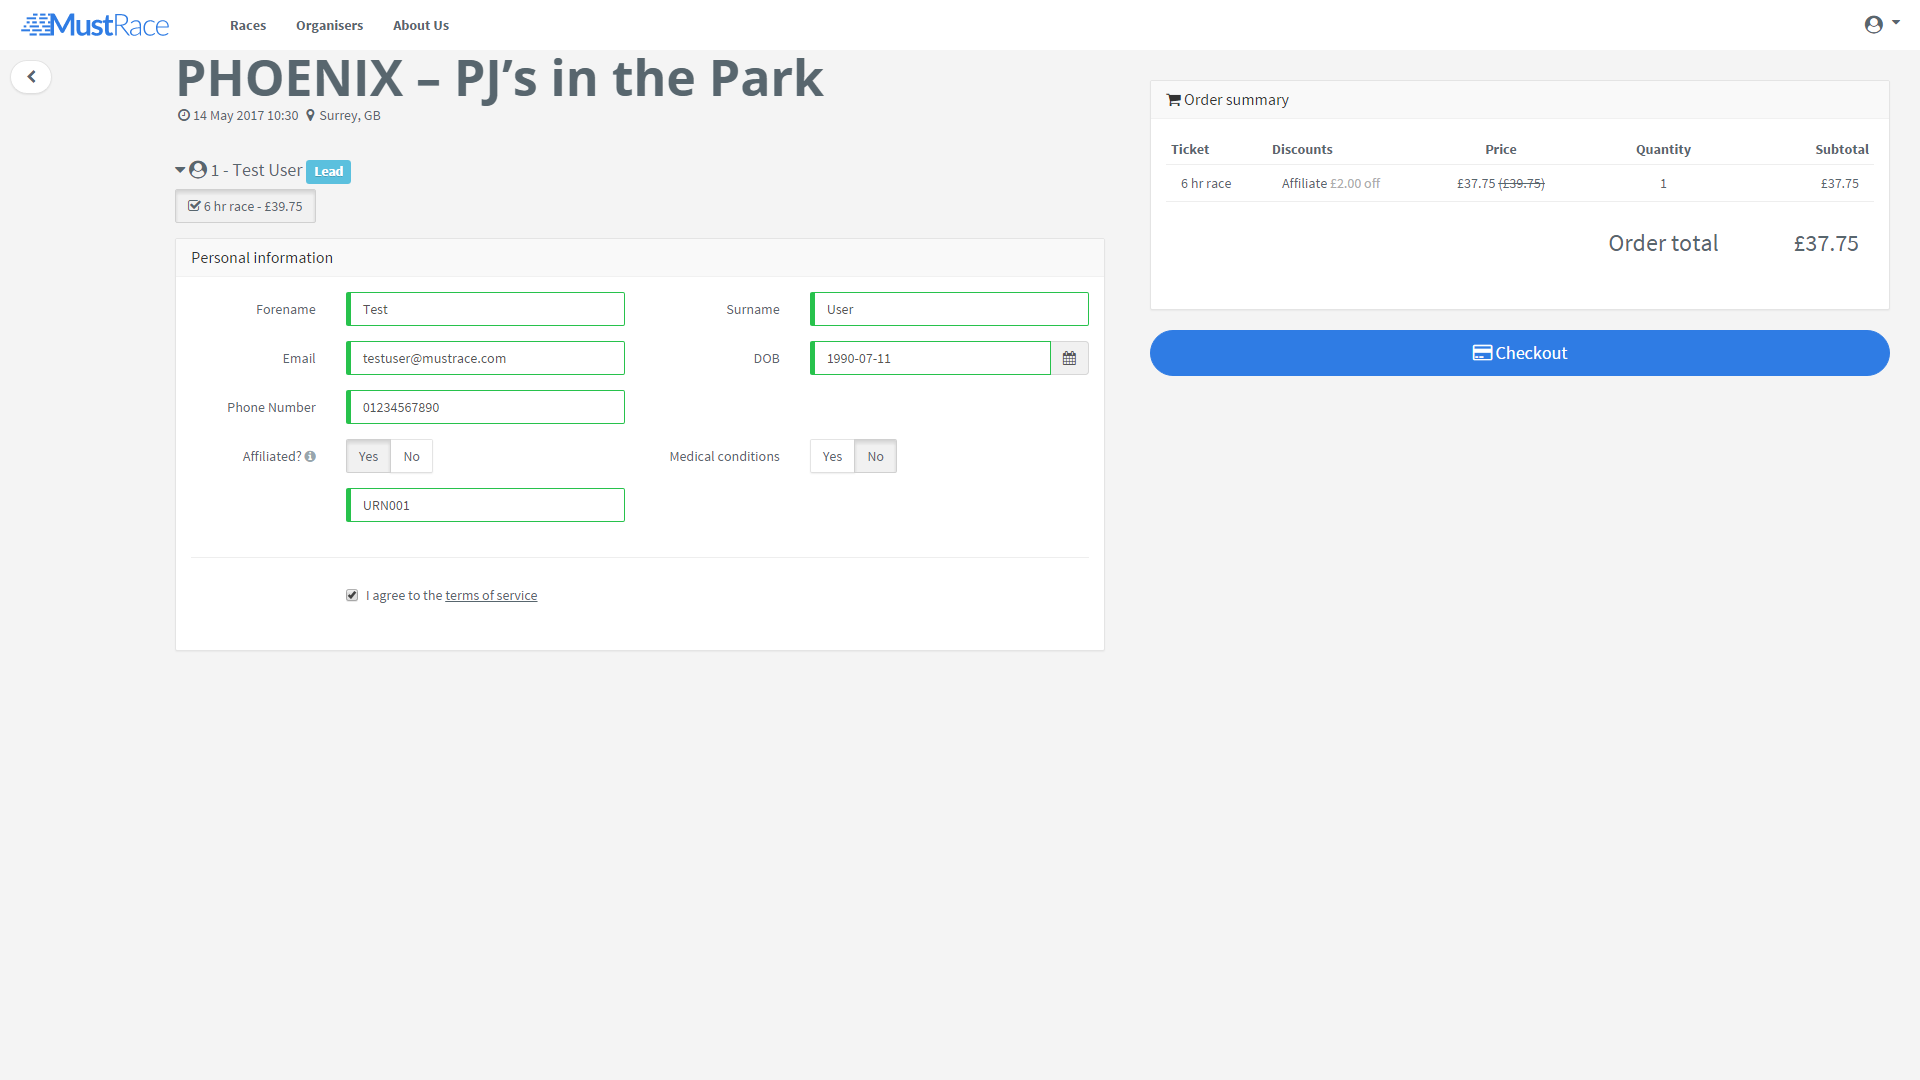 MustRace
Races Organisers About Us
PHOENIX – PJ’s in the Park
14 May 2017 10:30 Surrey, GB
1 - Test User Lead
6 hr race - £39.75
Personal information
Forename Test Surname User
Email testuser@mustrace.com DOB 1990-07-11
Phone Number 01234567890
Affiliated? Yes No Medical conditions Yes No
URN001
I agree to the terms of service
Order summary
Ticket Discounts Price Quantity Subtotal
6 hr race Affiliate £2.00 off £37.75 (£39.75) 1 £37.75
Order total £37.75
Checkout